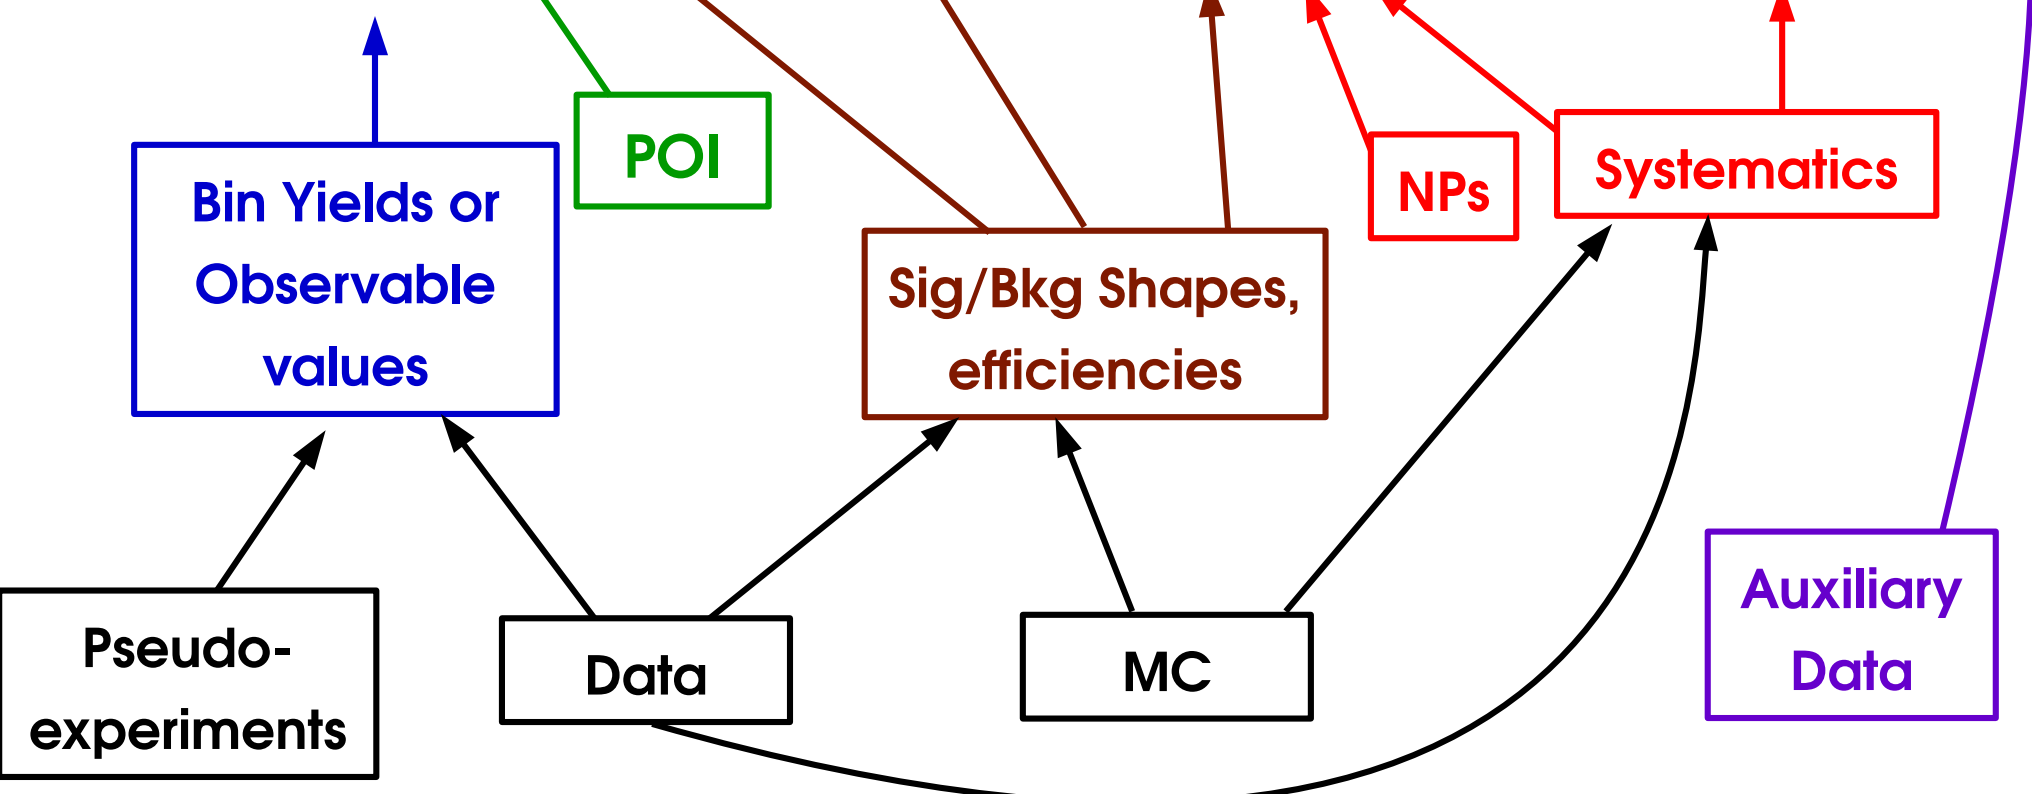 POI
Bin Yields or
Observable
values
NPs
Systematics
Sig/Bkg Shapes,
efficiencies
Pseudo-
experiments
Data
MC
Auxiliary
Data